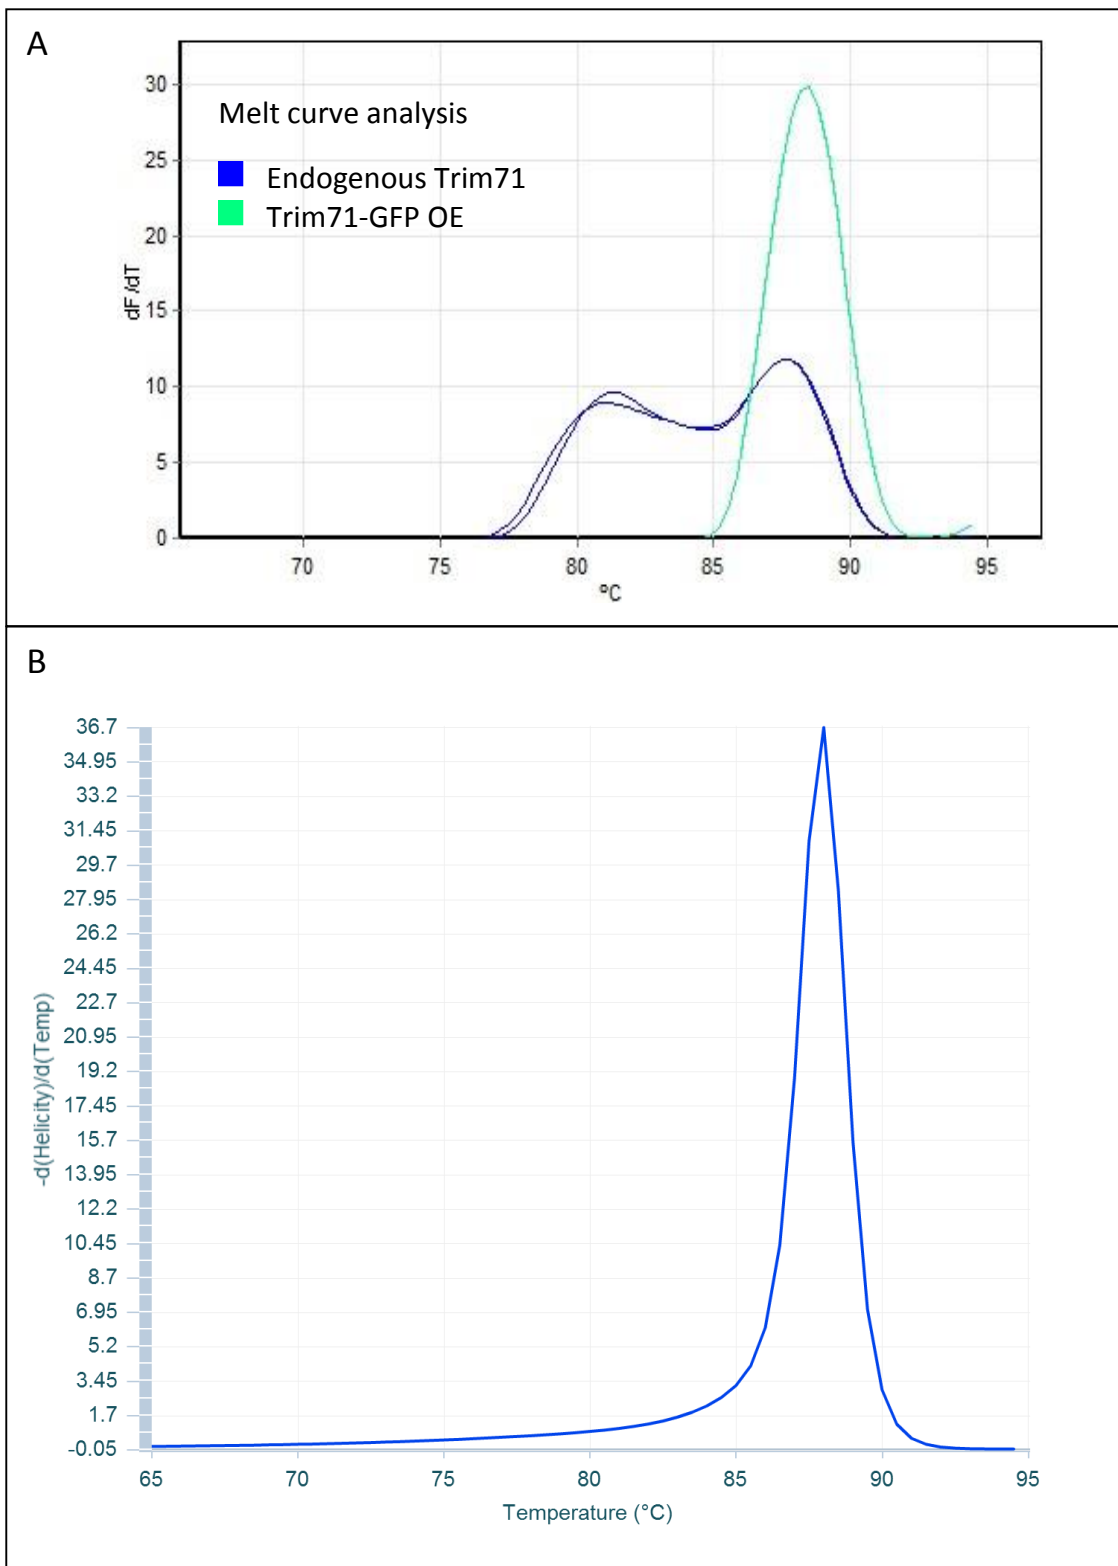 A
Melt curve analysis
Endogenous Trim71
Trim71-GFP OE
dF/dT
30
25
20
15
10
5
0
70 75 80 85 90 95
ºC
B
36.7
34.95
33.2
31.45
29.7
27.95
26.2
24.45
22.7
20.95
19.2
17.45
15.7
13.95
12.2
10.45
8.7
6.95
5.2
3.45
1.7
-0.05
-d(Helicity)/d(Temp)
65 70 75 80 85 90 95
Temperature (°C)